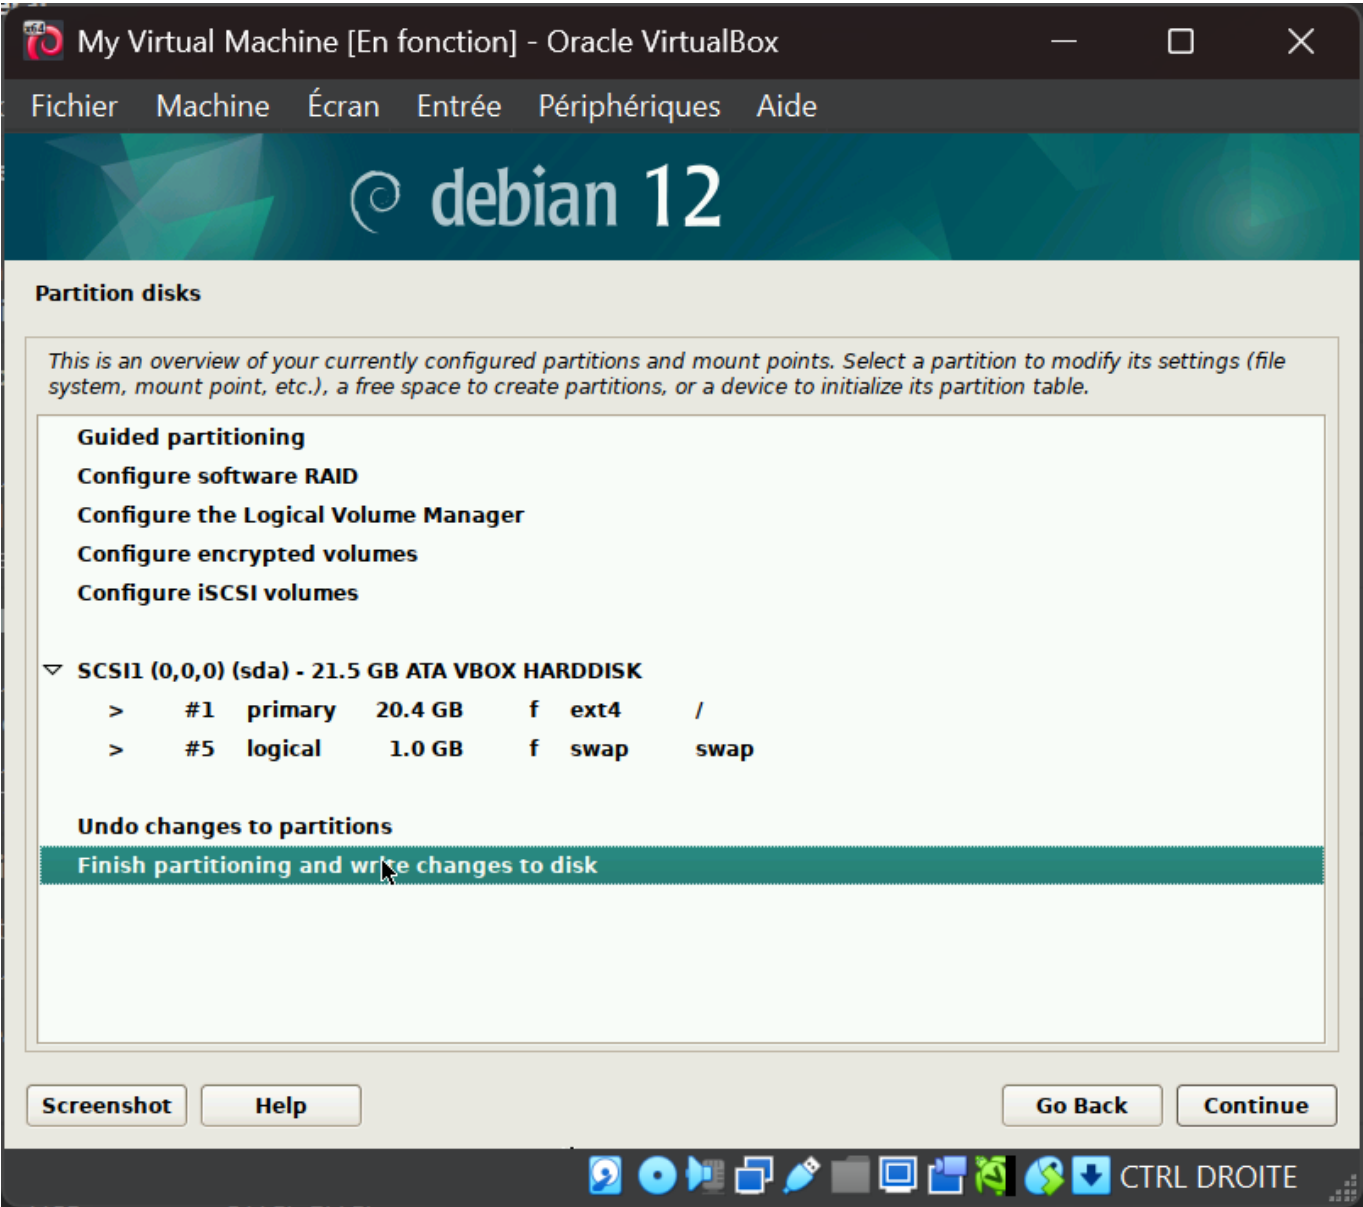 x64
My Virtual Machine [En fonction] - Oracle VirtualBox
Fichier Machine Écran Entrée Périphériques Aide
debian 12
Partition disks
This is an overview of your currently configured partitions and mount points. Select a partition to modify its settings (file
system, mount point, etc.), a free space to create partitions, or a device to initialize its partition table.
Guided partitioning
Configure software RAID
Configure the Logical Volume Manager
Configure encrypted volumes
Configure iSCSI volumes
SCSI1 (0,0,0) (sda) - 21.5 GB ATA VBOX HARDDISK
> #1 primary 20.4 GB f ext4 /
> #5 logical 1.0 GB f swap swap
Undo changes to partitions
Finish partitioning and write changes to disk
Screenshot Help Go Back Continue
CTRL DROITE